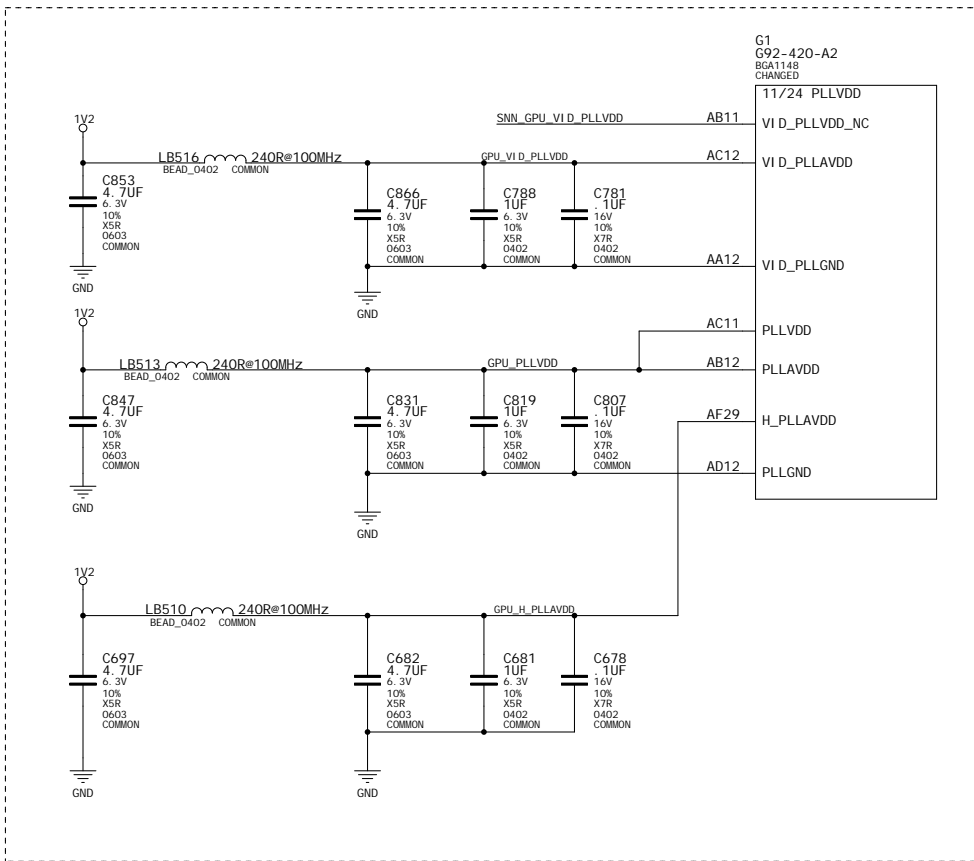 G1
G92-420-A2
BGA1148
CHANGED
11/24 PLLVDD
SNN_GPU_VID_PLLVDD
AB11
VID_PLLVDD_NC
1V2
LB516
240R@100MHz
BEAD_0402 COMMON
GPU_VID_PLLVDD
AC12
VID_PLLAVDD
C853
4.7UF
6.3V
10%
X5R
0603
COMMON
C866
4.7UF
6.3V
10%
X5R
0603
COMMON
C788
1UF
6.3V
10%
X5R
0402
COMMON
C781
.1UF
16V
10%
X7R
0402
COMMON
AA12
VID_PLLGND
GND
GND
1V2
AC11
PLLVDD
LB513
240R@100MHz
BEAD_0402 COMMON
GPU_PLLVDD
AB12
PLLAVDD
C847
4.7UF
6.3V
10%
X5R
0603
COMMON
C831
4.7UF
6.3V
10%
X5R
0603
COMMON
C819
1UF
6.3V
10%
X5R
0402
COMMON
C807
.1UF
16V
10%
X7R
0402
COMMON
AF29
H_PLLAVDD
AD12
PLLGND
GND
GND
1V2
LB510
240R@100MHz
BEAD_0402 COMMON
GPU_H_PLLAVDD
C697
4.7UF
6.3V
10%
X5R
0603
COMMON
C682
4.7UF
6.3V
10%
X5R
0603
COMMON
C681
1UF
6.3V
10%
X5R
0402
COMMON
C678
.1UF
16V
10%
X7R
0402
COMMON
GND
GND